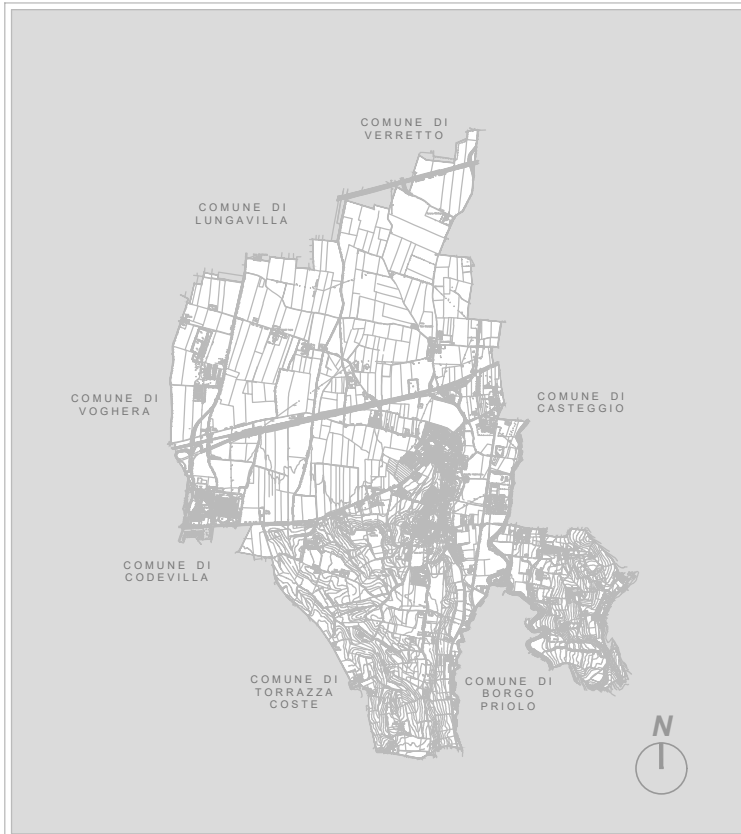 COMUNE DI
VERRETTO
COMUNE DI
LUNGAVILLA
COMUNE DI
VOGHERA
COMUNE DI
CASTEGGIO
COMUNE DI
CODEVILLA
COMUNE DI
TORRAZZA
COSTE
COMUNE DI
BORGO
PRIOLO
N